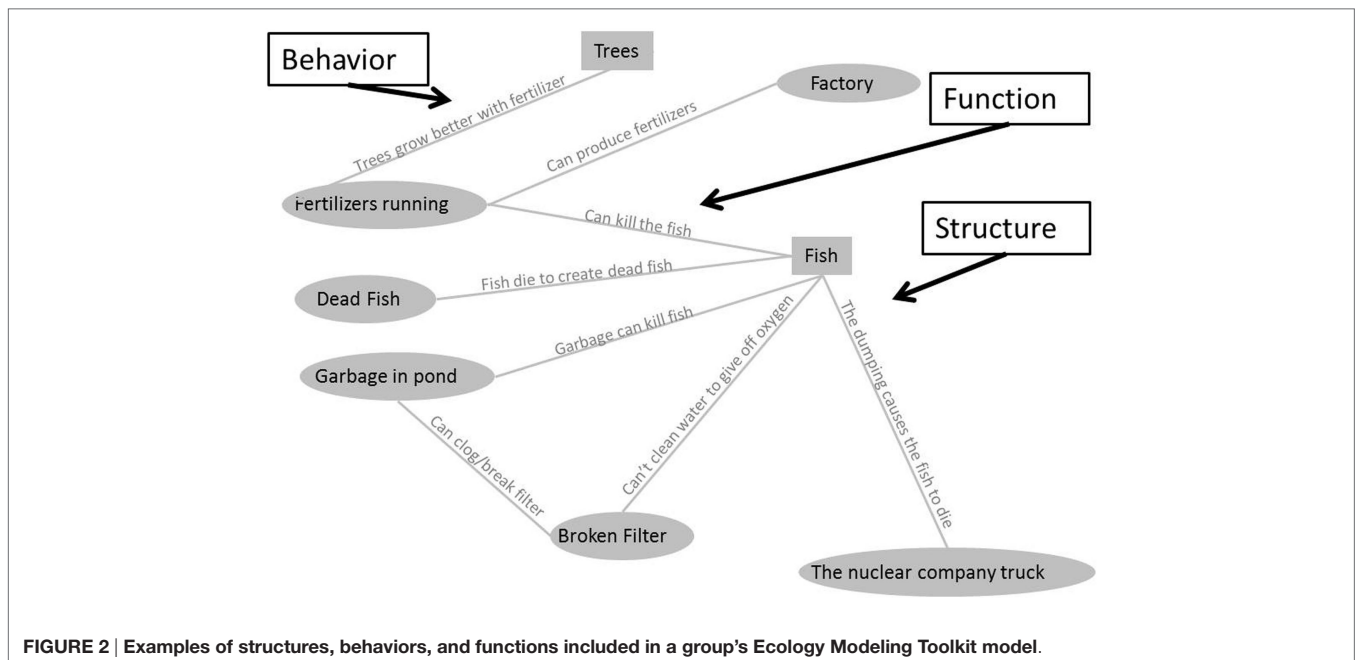 Behavior
Trees
Factory
Function
Trees grow better with fertilizer
Can produce fertilizers
Fertilizers running
Can kill the fish
Structure
Fish
Fish die to create dead fish
Dead Fish
Garbage can kill fish
Garbage in pond
Can't clean water to give off oxygen
The dumping causes the fish to die
Can clog/break filter
Broken Filter
The nuclear company truck
FIGURE 2 | Examples of structures, behaviors, and functions included in a group's Ecology Modeling Toolkit model.